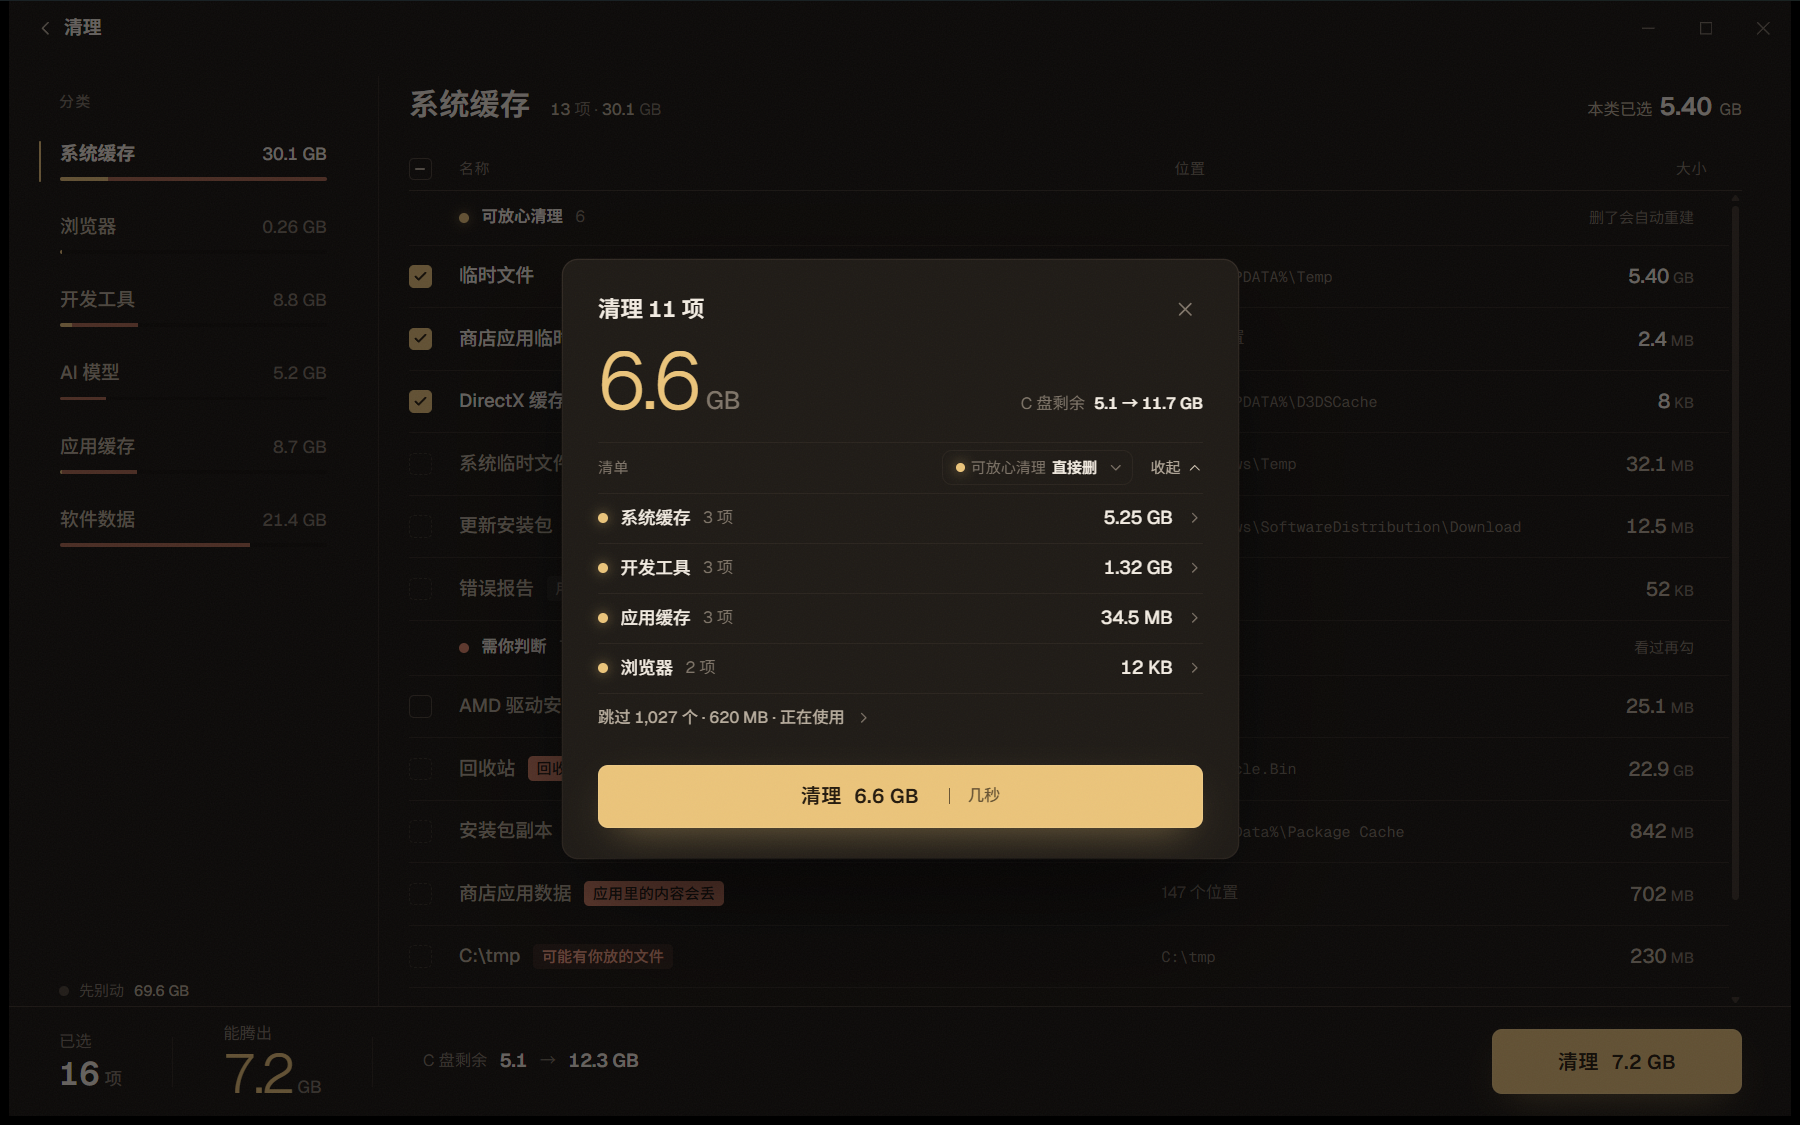 清理
分类
系统缓存 30.1 GB
浏览器 0.26 GB
开发工具 8.8 GB
AI 模型 5.2 GB
应用缓存 8.7 GB
软件数据 21.4 GB
先别动 69.6 GB
系统缓存 13 项 · 30.1 GB
本类已选 5.40 GB
名称 位置 大小
可放心清理 6 删了会自动重建
临时文件 PDATA%\Temp 5.40 GB
商店应用临时 2.4 MB
DirectX 缓存 PDATA%\D3DSCache 8 KB
系统临时文件 ws\Temp 32.1 MB
更新安装包 ws\SoftwareDistribution\Download 12.5 MB
错误报告 52 KB
需你判断 看过再勾
AMD 驱动安 25.1 MB
回收站 回收 cle.Bin 22.9 GB
安装包副本 Data%\Package Cache 842 MB
商店应用数据 应用里的内容会丢 147 个位置 702 MB
C:\tmp 可能有你放的文件 C:\tmp 230 MB
清理 11 项
6.6 GB
C 盘剩余 5.1 → 11.7 GB
清单 可放心清理 直接删 收起
系统缓存 3 项 5.25 GB
开发工具 3 项 1.32 GB
应用缓存 3 项 34.5 MB
浏览器 2 项 12 KB
跳过 1,027 个 · 620 MB · 正在使用
清理 6.6 GB | 几秒
已选
16 项
能腾出
7.2 GB
C 盘剩余 5.1 → 12.3 GB
清理 7.2 GB